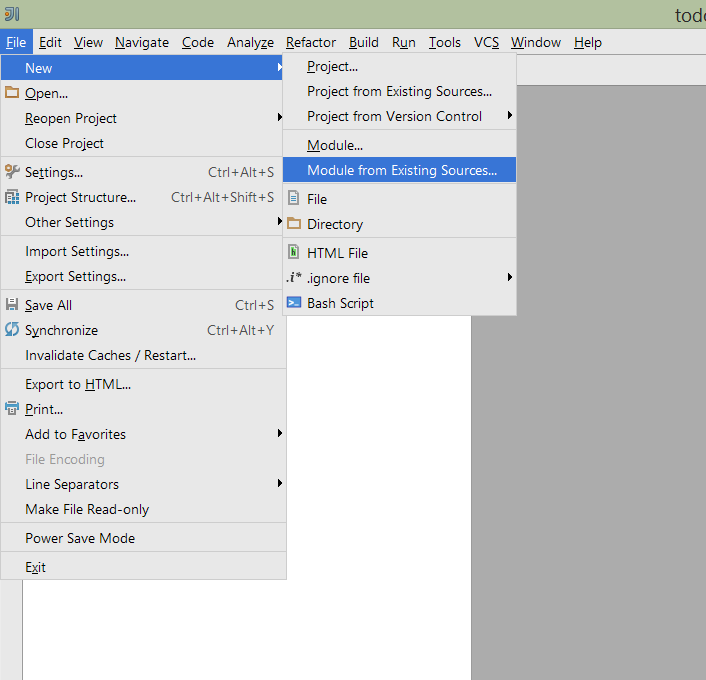 todo
File Edit View Navigate Code Analyze Refactor Build Run Tools VCS Window Help
New
Open...
Reopen Project
Close Project
Settings... Ctrl+Alt+S
Project Structure... Ctrl+Alt+Shift+S
Other Settings
Import Settings...
Export Settings...
Save All Ctrl+S
Synchronize Ctrl+Alt+Y
Invalidate Caches / Restart...
Export to HTML...
Print...
Add to Favorites
File Encoding
Line Separators
Make File Read-only
Power Save Mode
Exit
Project...
Project from Existing Sources...
Project from Version Control
Module...
Module from Existing Sources...
File
Directory
HTML File
.i* .ignore file
Bash Script